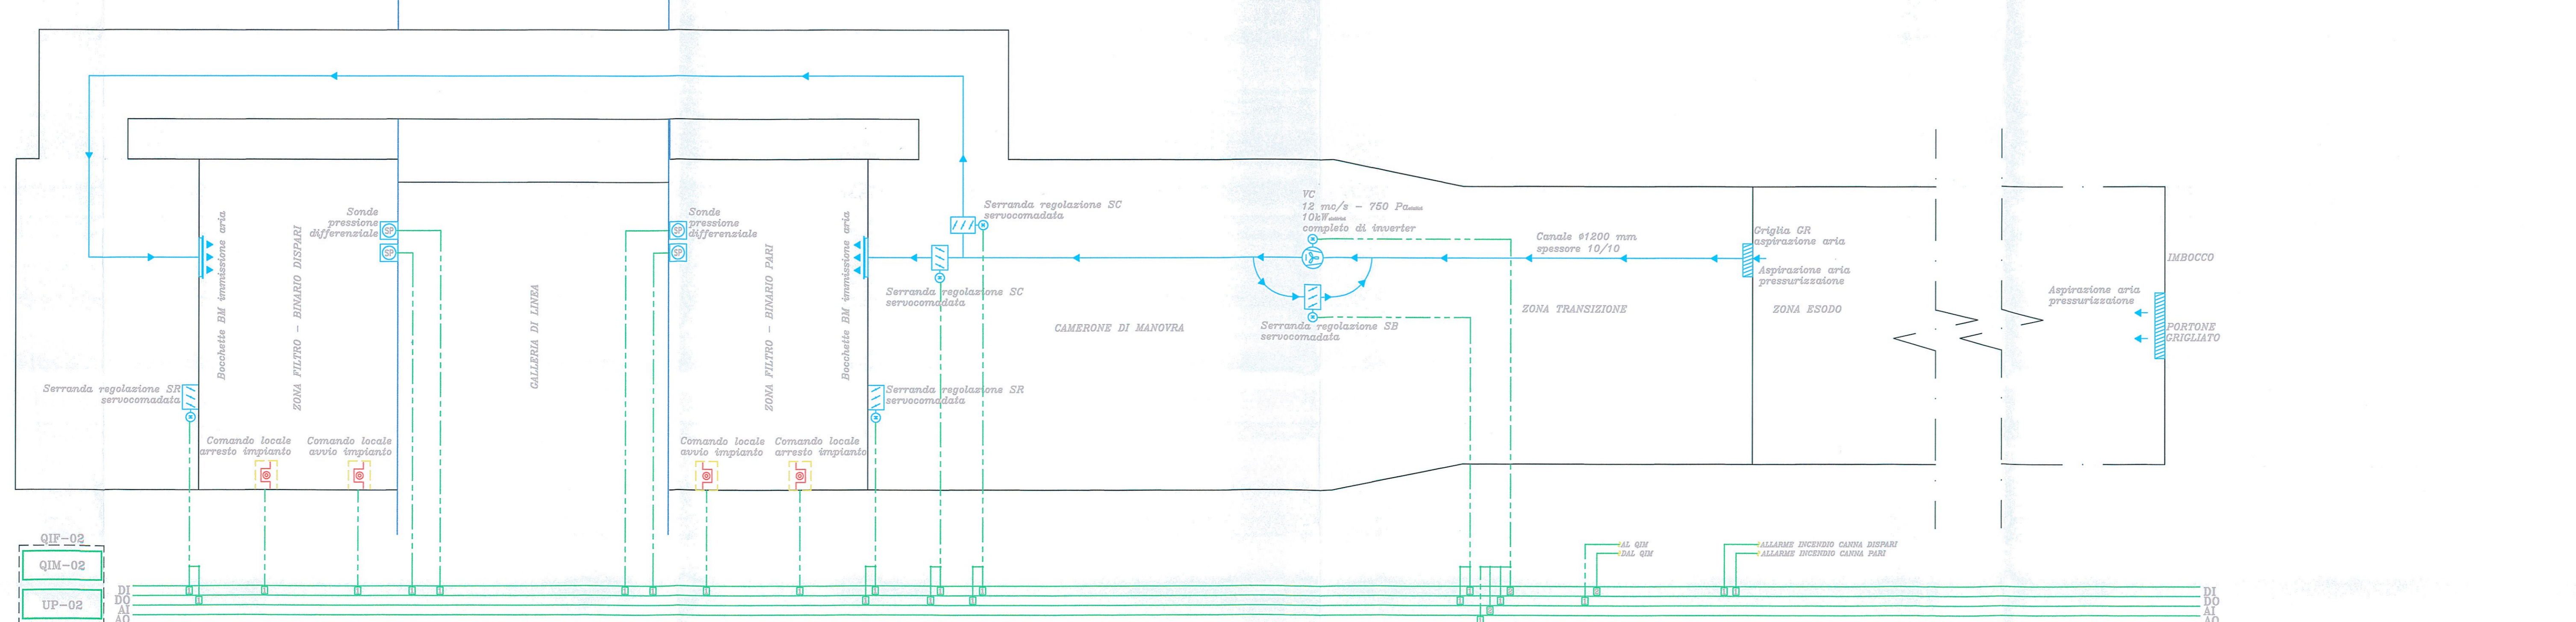 Serranda regolazione SC
servocomadata
VC
12 mc/s - 750 Pa
10kW
completo di inverter
Sonde
pressione
differenziale
Sonde
pressione
differenziale
SP
SP
SP
SP
Bocchette BM immissione aria
ZONA FILTRO - BINARIO DISPARI
GALLERIA DI LINEA
ZONA FILTRO - BINARIO PARI
Bocchette BM immissione aria
Canale ø1200 mm
spessore 10/10
Griglia GR
aspirazione aria
Aspirazione aria
pressurizzaione
IMBOCCO
Aspirazione aria
pressurizzaione
Serranda regolazione SC
servocomadata
CAMERONE DI MANOVRA
Serranda regolazione SB
servocomadata
ZONA TRANSIZIONE
ZONA ESODO
PORTONE
GRIGLIATO
Serranda regolazione SR
servocomadata
Serranda regolazione SR
servocomadata
Comando locale
arresto impianto
Comando locale
avvio impianto
Comando locale
avvio impianto
Comando locale
arresto impianto
QIF-02
QIM-02
UP-02
AL QIM
DAL QIM
ALLARME INCENDIO CANNA DISPARI
ALLARME INCENDIO CANNA PARI
DI
DO
AI
AO
DI
DO
AI
AO